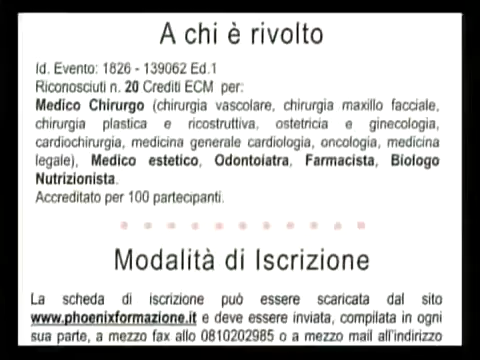 A chi è rivolto
Id. Evento: 1826 - 139062 Ed.1
Riconosciuti n. 20 Crediti ECM per:
Medico Chirurgo (chirurgia vascolare, chirurgia maxillo facciale,
chirurgia plastica e ricostruttiva, ostetricia e ginecologia,
cardiochirurgia, medicina generale cardiologia, oncologia, medicina
legale), Medico estetico, Odontoiatra, Farmacista, Biologo
Nutrizionista.
Accreditato per 100 partecipanti.
Modalità di Iscrizione
La scheda di iscrizione può essere scaricata dal sito
www.phoenixformazione.it e deve essere inviata, compilata in ogni
sua parte, a mezzo fax allo 0810202985 o a mezzo mail all'indirizzo